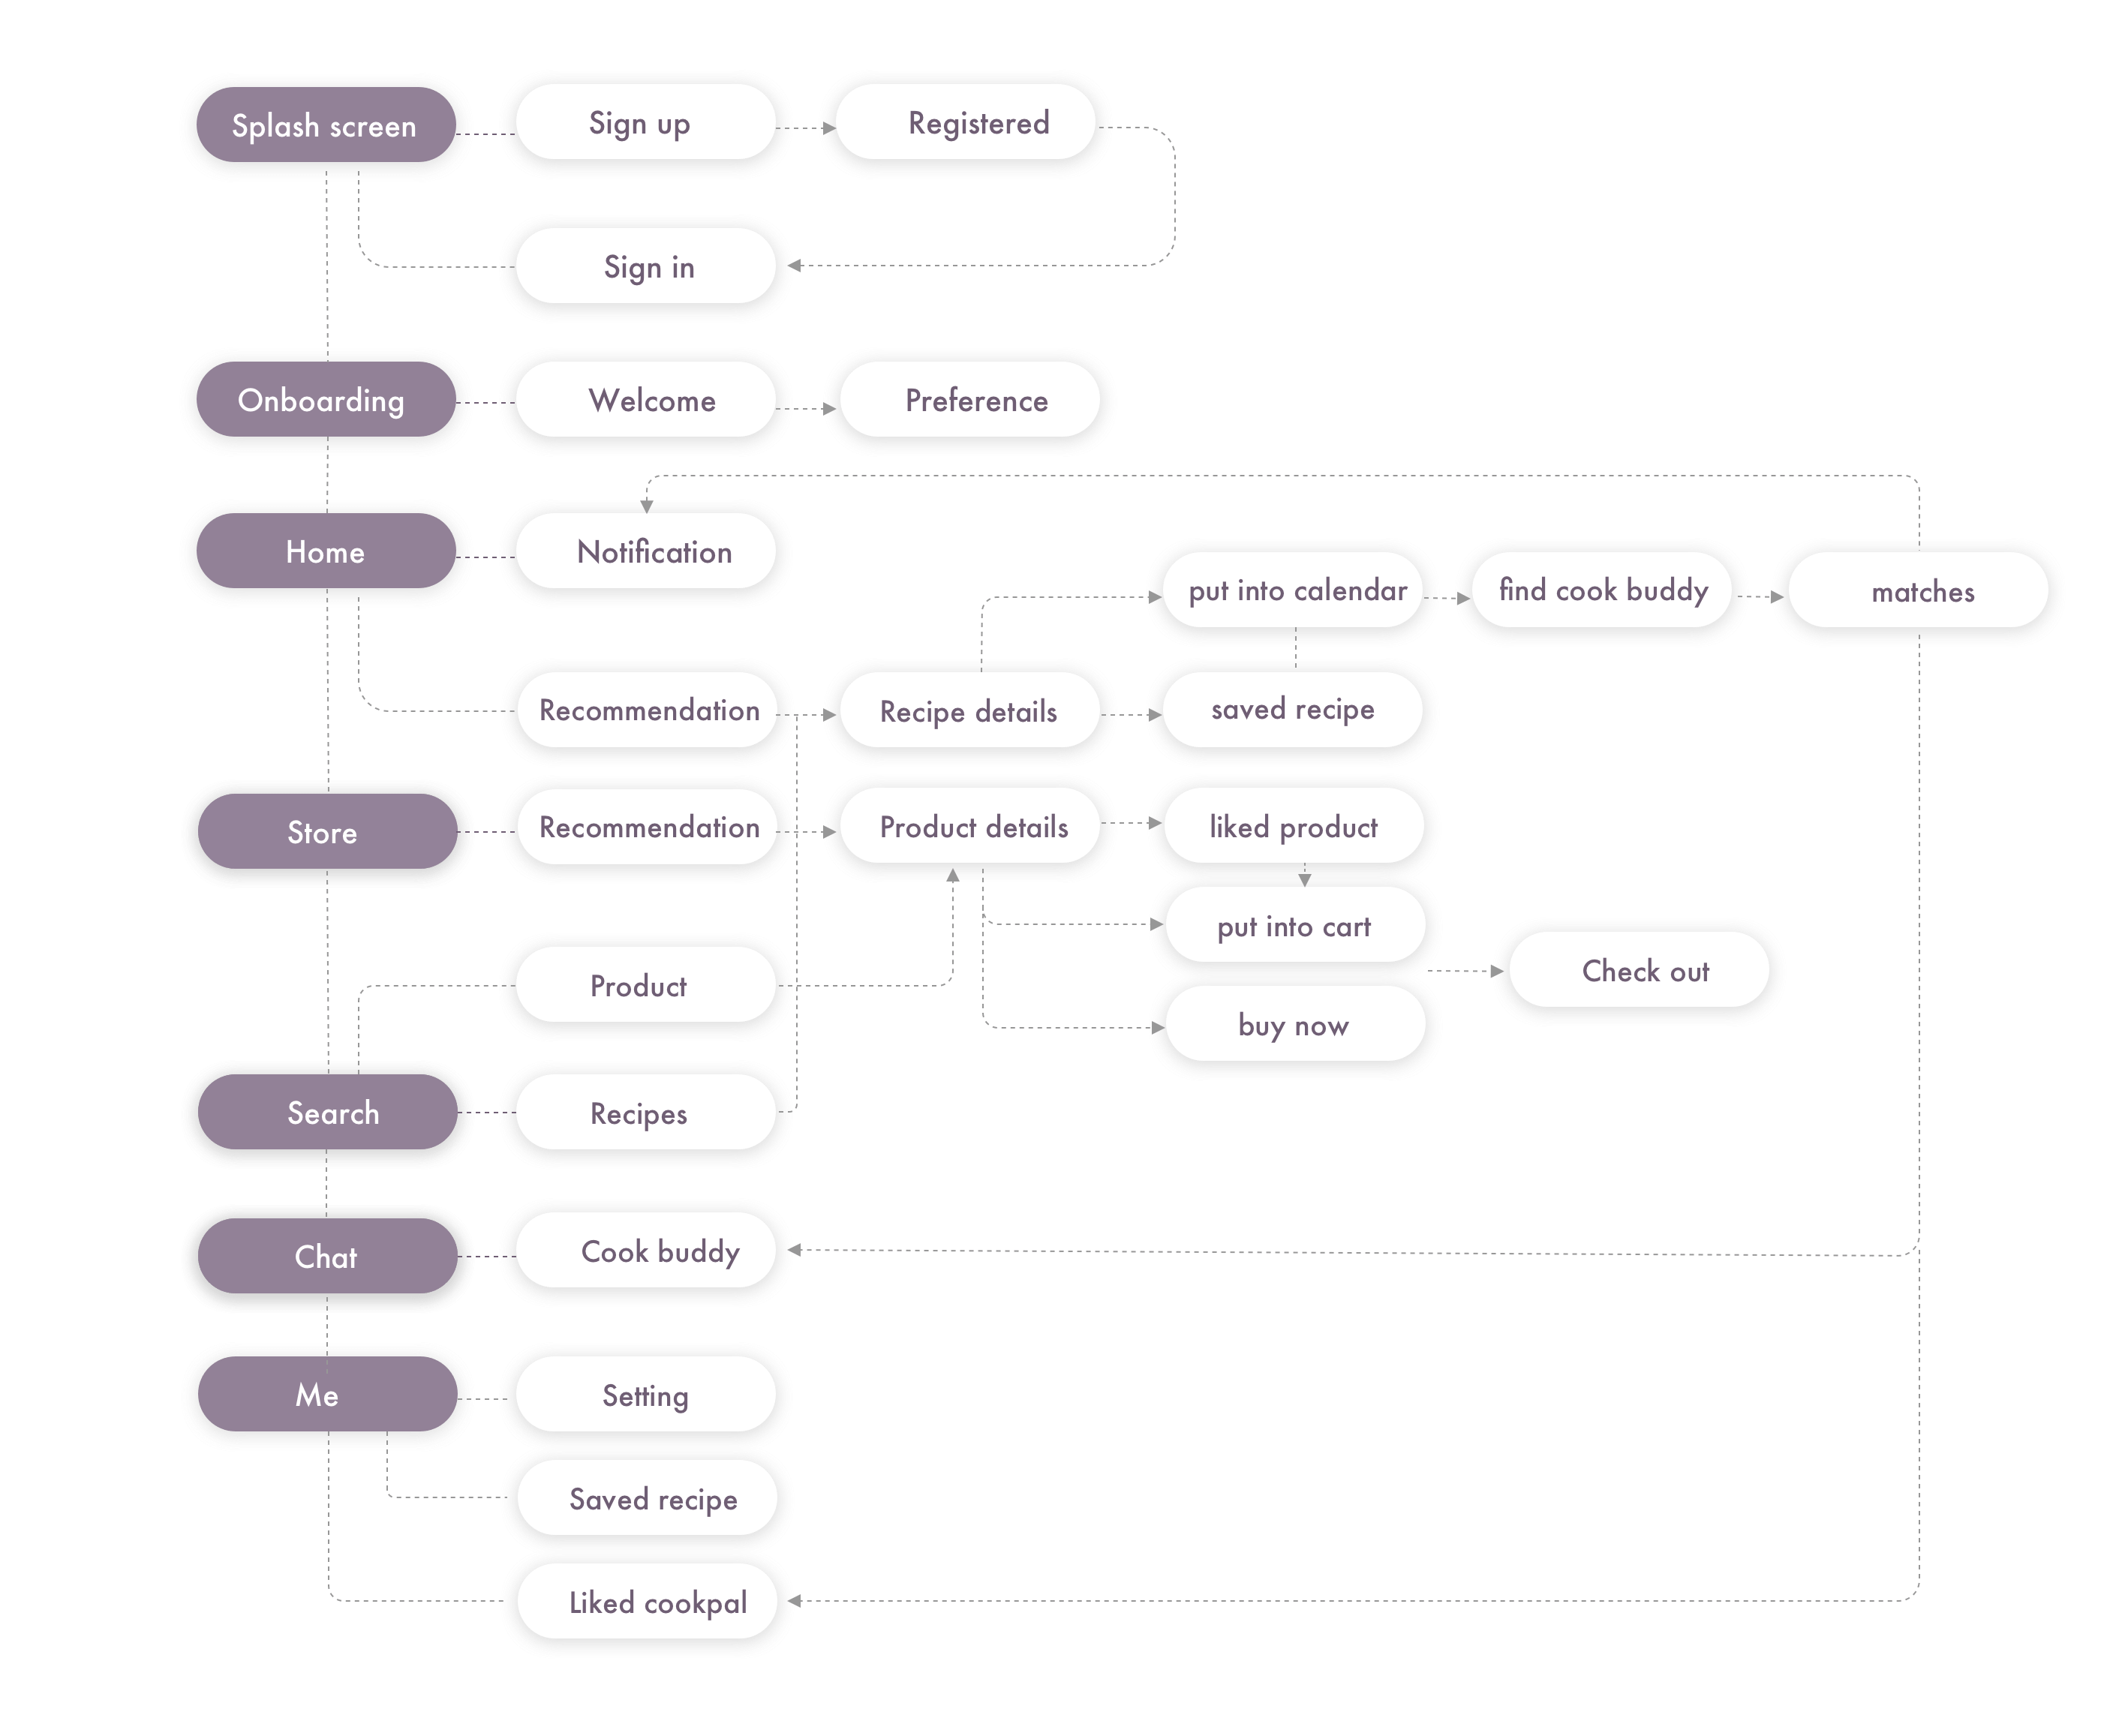 Splash screen
Sign up
Registered
Sign in
Onboarding
Welcome
Preference
Home
Notification
put into calendar
find cook buddy
matches
Recommendation
Recipe details
saved recipe
Store
Recommendation
Product details
liked product
put into cart
Check out
Product
buy now
Search
Recipes
Chat
Cook buddy
Me
Setting
Saved recipe
Liked cookpal